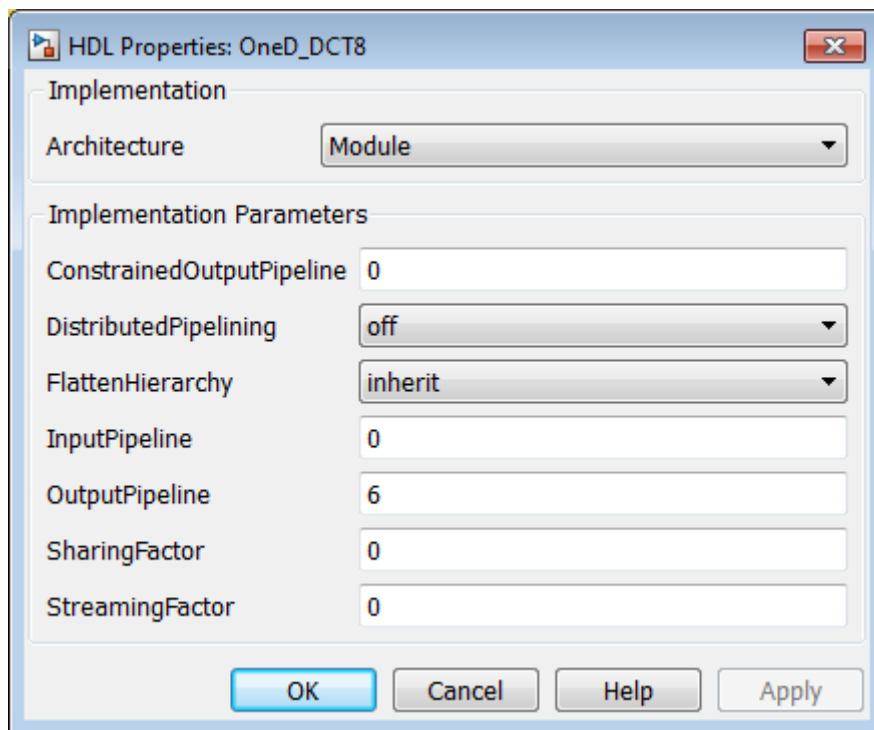 HDL Properties: OneD_DCT8
Implementation
Architecture Module
Implementation Parameters
ConstrainedOutputPipeline 0
DistributedPipelining off
FlattenHierarchy inherit
InputPipeline 0
OutputPipeline 6
SharingFactor 0
StreamingFactor 0
OK Cancel Help Apply